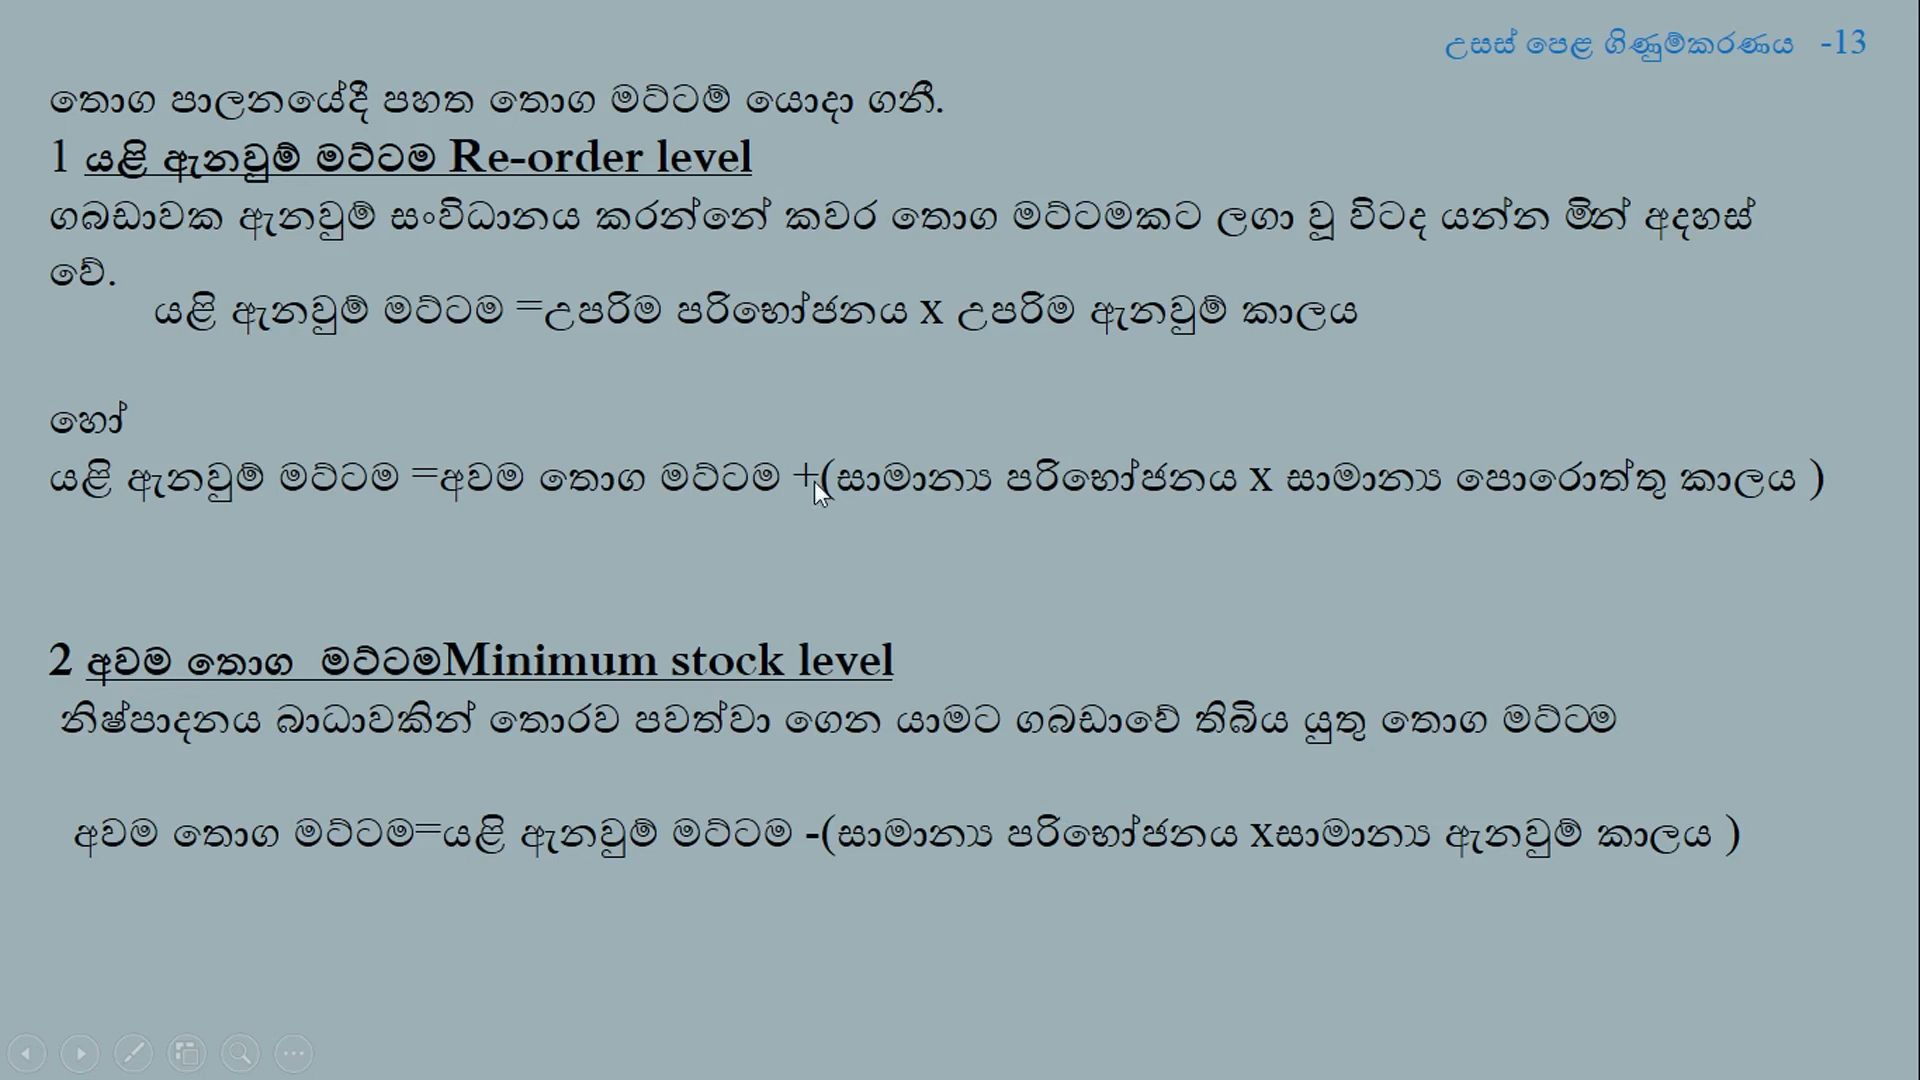 උසස් පෙළ ගිණුම්කරණය -13
තොග පාලනයේදී පහත තොග මට්ටම් යොදා ගනී.
1 යළි ඇනවුම් මට්ටම Re-order level
ගබඩාවක ඇනවුම් සංවිධානය කරන්නේ කවර තොග මට්ටමකට ලගා වූ විටද යන්න මින් අදහස්
වේ.
යළි ඇනවුම් මට්ටම =උපරිම පරිභෝජනය x උපරිම ඇනවුම් කාලය
හෝ
යළි ඇනවුම් මට්ටම =අවම තොග මට්ටම +(සාමාන්‍ය පරිභෝජනය x සාමාන්‍ය පොරොත්තු කාලය )
2 අවම තොග මට්ටමMinimum stock level
නිෂ්පාදනය බාධාවකින් තොරව පවත්වා ගෙන යාමට ගබඩාවේ තිබිය යුතු තොග මට්ටම
අවම තොග මට්ටම=යළි ඇනවුම් මට්ටම -(සාමාන්‍ය පරිභෝජනය xසාමාන්‍ය ඇනවුම් කාලය )